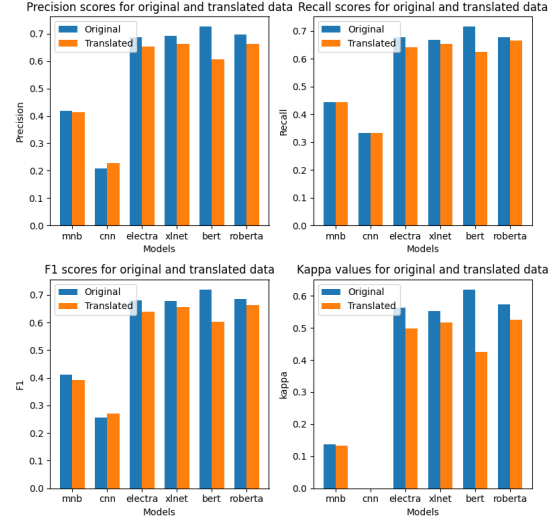 Precision scores for original and translated data
Original
Translated
0.7
0.6
0.5
0.4
0.3
0.2
0.1
0.0
Precision
mnb cnn electra xlnet bert roberta
Models
Recall scores for original and translated data
Original
Translated
0.7
0.6
0.5
0.4
0.3
0.2
0.1
0.0
Recall
mnb cnn electra xlnet bert roberta
Models
F1 scores for original and translated data
Original
Translated
0.7
0.6
0.5
0.4
0.3
0.2
0.1
0.0
F1
mnb cnn electra xlnet bert roberta
Models
Kappa values for original and translated data
Original
Translated
0.6
0.5
0.4
0.3
0.2
0.1
0.0
kappa
mnb cnn electra xlnet bert roberta
Models